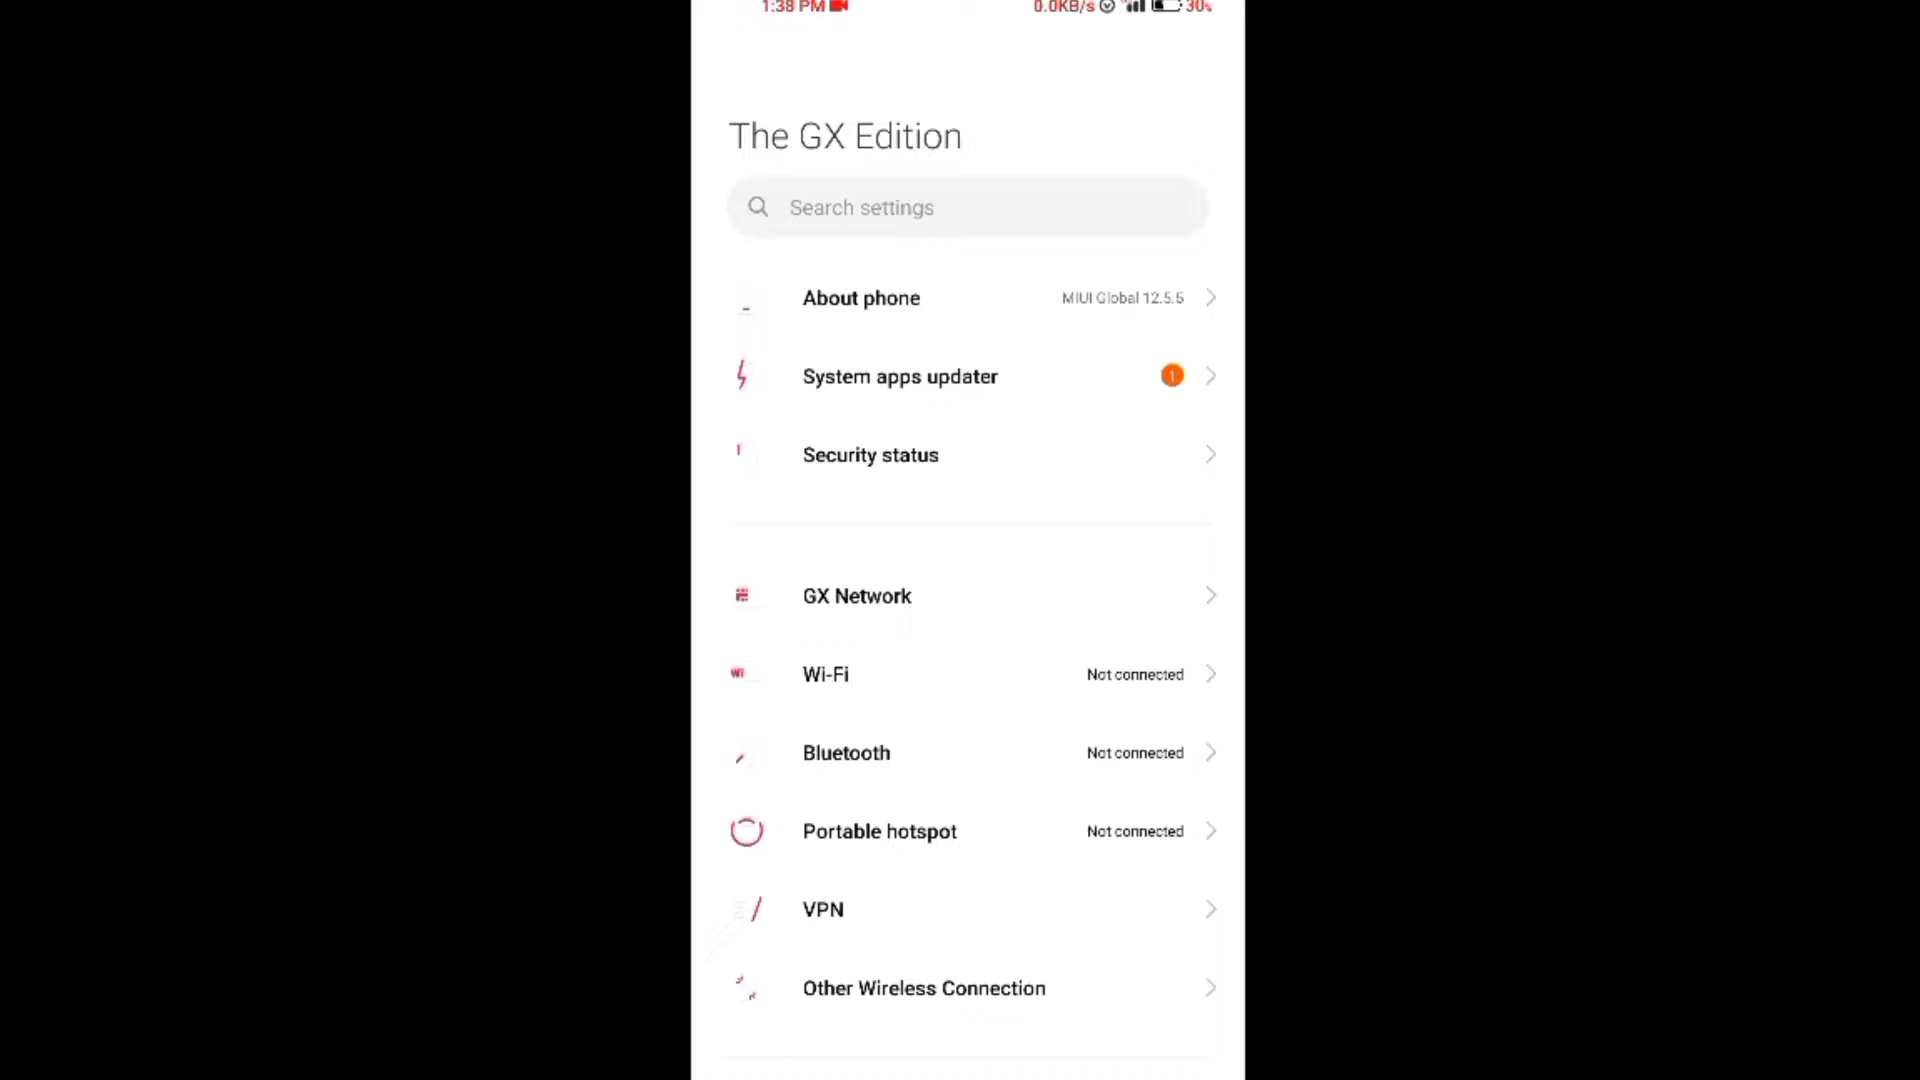 1:38 PM 0.0KB/s 30%
The GX Edition
Search settings
About phone MIUI Global 12.5.5
System apps updater 1
Security status
GX Network
Wi-Fi Not connected
Bluetooth Not connected
Portable hotspot Not connected
VPN
Other Wireless Connection